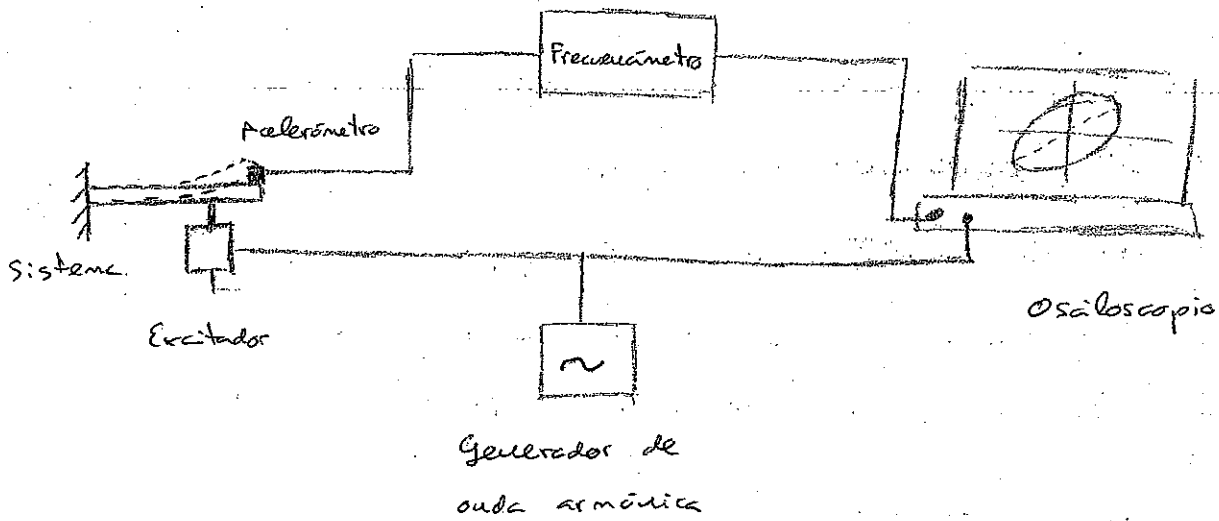 Frecuencímetro
Acelerómetro
Sistema
Excitador
Osciloscopio
~
Generador de
onda armónica